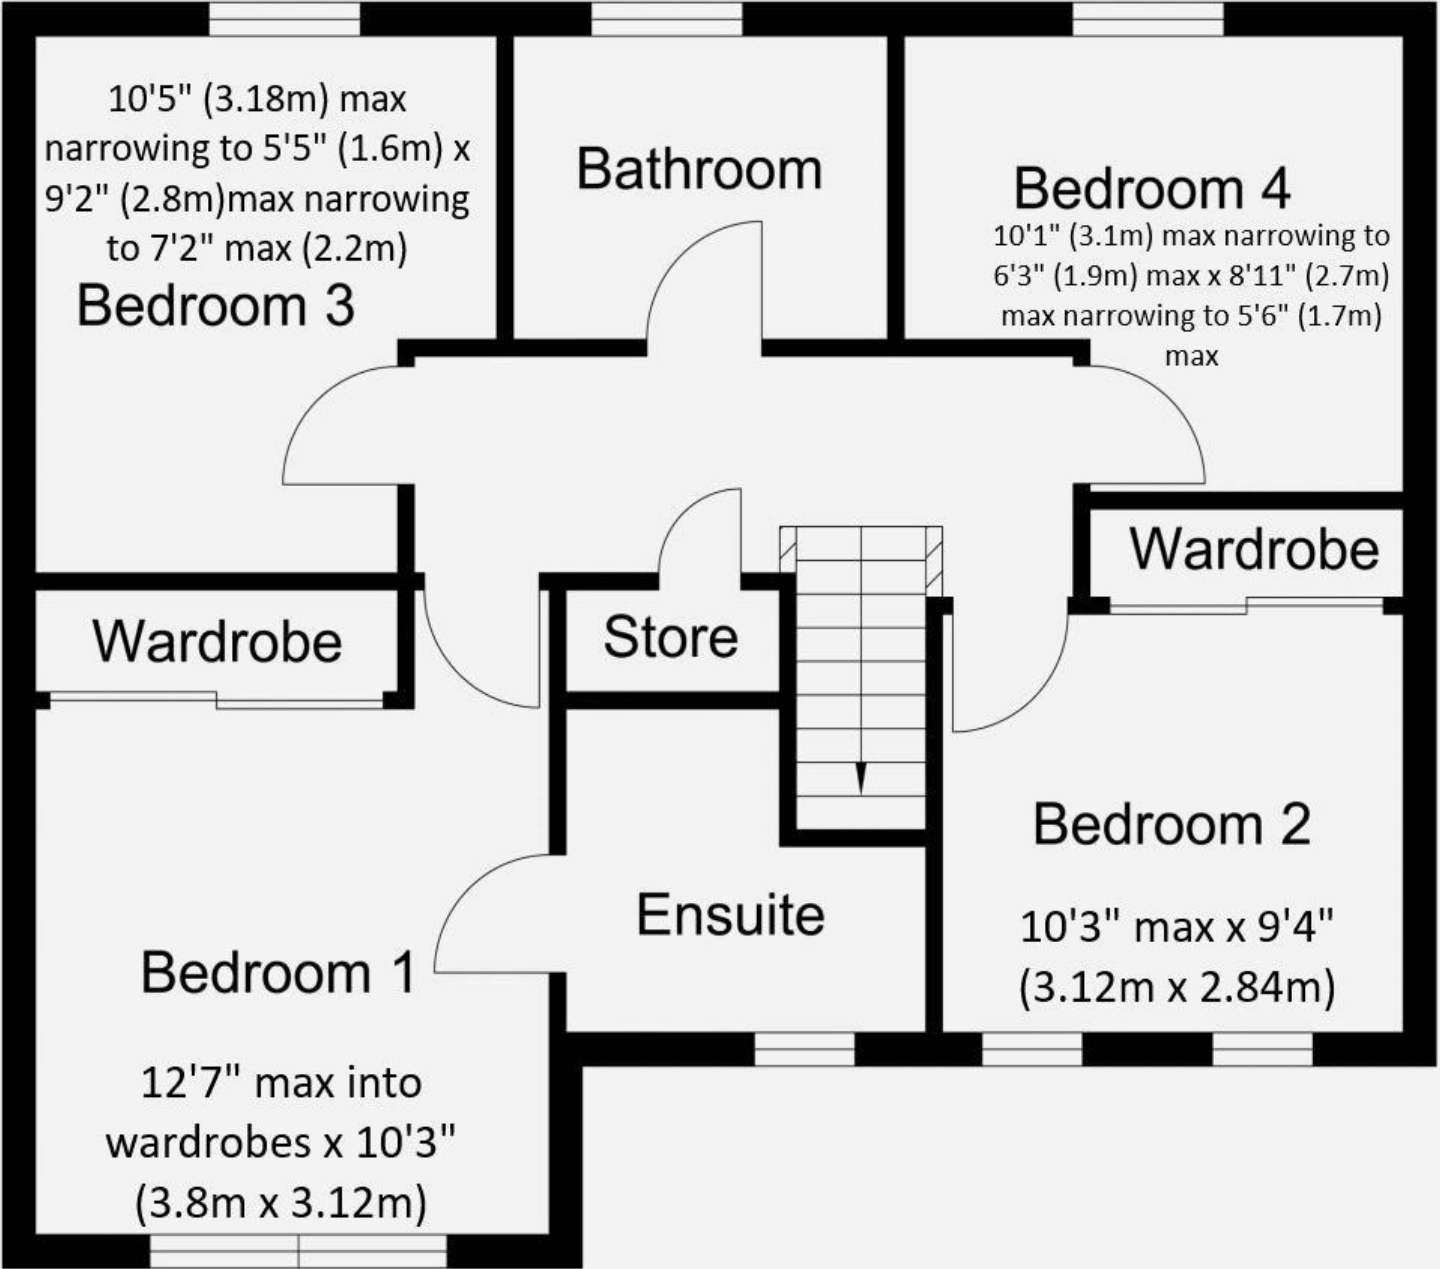 10'5" (3.18m) max
narrowing to 5'5" (1.6m) x
9'2" (2.8m)max narrowing
to 7'2" max (2.2m)
Bedroom 3
Bathroom
Bedroom 4
10'1" (3.1m) max narrowing to
6'3" (1.9m) max x 8'11" (2.7m)
max narrowing to 5'6" (1.7m)
max
Wardrobe
Wardrobe
Store
Bedroom 2
10'3" max x 9'4"
(3.12m x 2.84m)
Ensuite
Bedroom 1
12'7" max into
wardrobes x 10'3"
(3.8m x 3.12m)